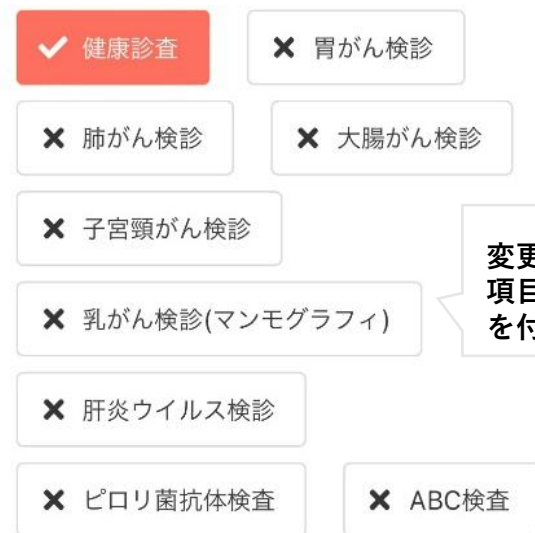 健康診査
胃がん検診
肺がん検診
大腸がん検診
子宮頸がん検診
変更
項目
を付
乳がん検診(マンモグラフィ)
肝炎ウイルス検診
ピロリ菌抗体検査
ABC検査